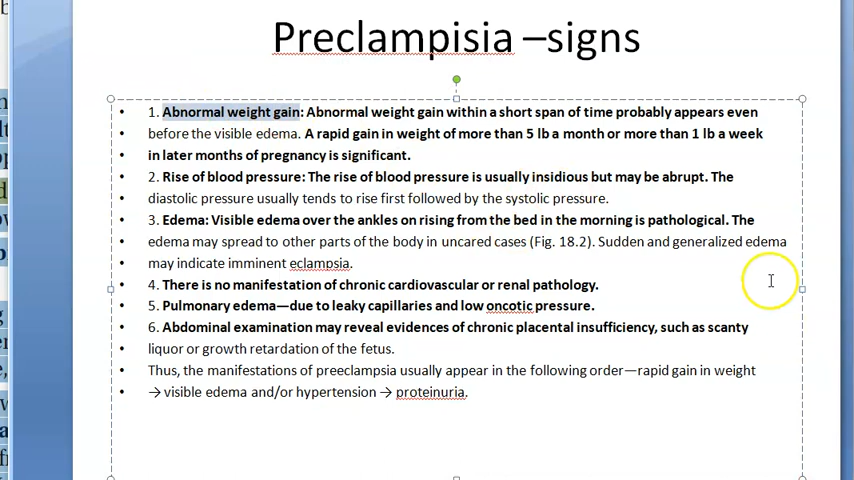 Preclampisia –signs
• 1. Abnormal weight gain: Abnormal weight gain within a short span of time probably appears even
• before the visible edema. A rapid gain in weight of more than 5 lb a month or more than 1 lb a week
• in later months of pregnancy is significant.
• 2. Rise of blood pressure: The rise of blood pressure is usually insidious but may be abrupt. The
• diastolic pressure usually tends to rise first followed by the systolic pressure.
• 3. Edema: Visible edema over the ankles on rising from the bed in the morning is pathological. The
• edema may spread to other parts of the body in uncared cases (Fig. 18.2). Sudden and generalized edema
• may indicate imminent eclampsia.
• 4. There is no manifestation of chronic cardiovascular or renal pathology.
• 5. Pulmonary edema—due to leaky capillaries and low oncotic pressure.
• 6. Abdominal examination may reveal evidences of chronic placental insufficiency, such as scanty
• liquor or growth retardation of the fetus.
• Thus, the manifestations of preeclampsia usually appear in the following order—rapid gain in weight
• → visible edema and/or hypertension → proteinuria.